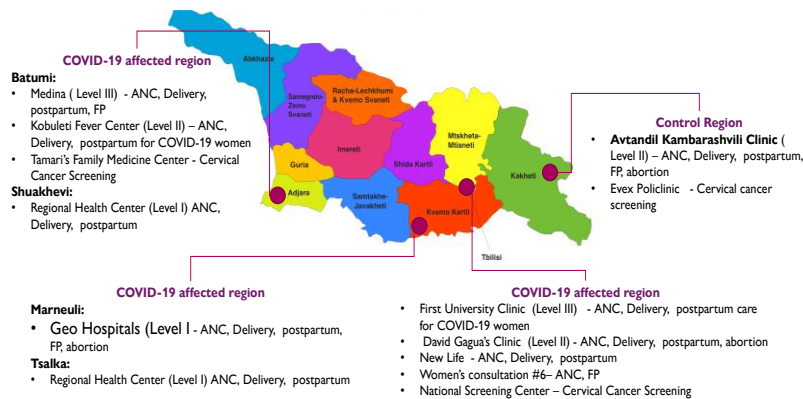 COVID-19 affected region
Batumi:
• Medina ( Level III) - ANC, Delivery,
postpartum, FP
• Kobuleti Fever Center (Level II) – ANC,
Delivery, postpartum for COVID-19 women
• Tamari's Family Medicine Center - Cervical
Cancer Screening
Shuakhevi:
• Regional Health Center (Level I) ANC,
Delivery, postpartum
Abkhazia
Samegrelo-
Zemo
Svaneti
Racha-Lechkhumi
& Kvemo Svaneti
Imereti
Guria
Adjara
Samtskhe-
Javakheti
Shida Kartli
Mtskheta-
Mtianeti
Kvemo Kartli
Kakheti
Tbilisi
Control Region
• Avtandil Kambarashvili Clinic (
Level II) – ANC, Delivery, postpartum,
FP, abortion
• Evex Policlinic - Cervical cancer
screening
COVID-19 affected region
Marneuli:
• Geo Hospitals (Level I - ANC, Delivery, postpartum,
FP, abortion
Tsalka:
• Regional Health Center (Level I) ANC, Delivery, postpartum
COVID-19 affected region
• First University Clinic (Level III) - ANC, Delivery, postpartum care
for COVID-19 women
• David Gagua's Clinic (Level II) - ANC, Delivery, postpartum, abortion
• New Life - ANC, Delivery, postpartum
• Women's consultation #6– ANC, FP
• National Screening Center – Cervical Cancer Screening